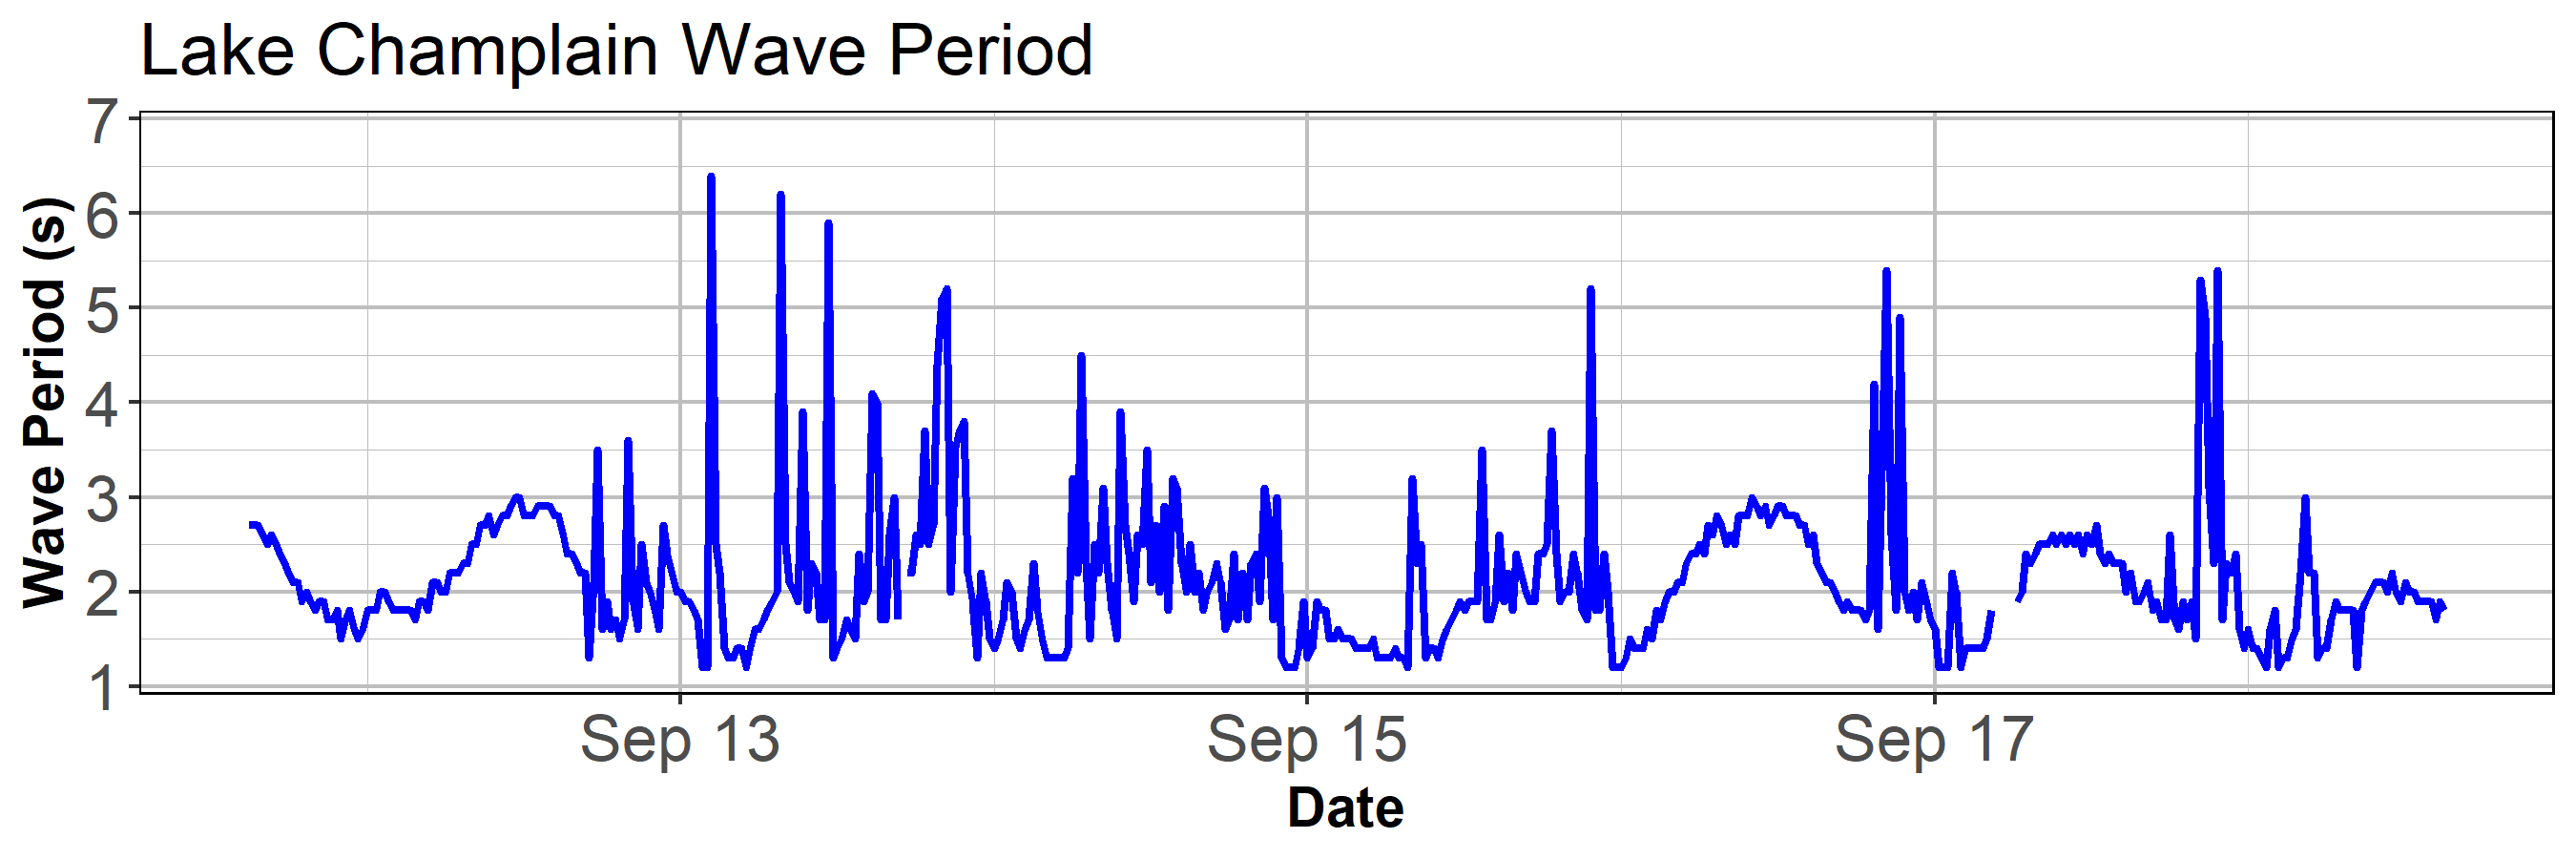 Lake Champlain Wave Period
Wave Period (s)
7
6
5
4
3
2
1
Sep 13
Sep 15
Sep 17
Date